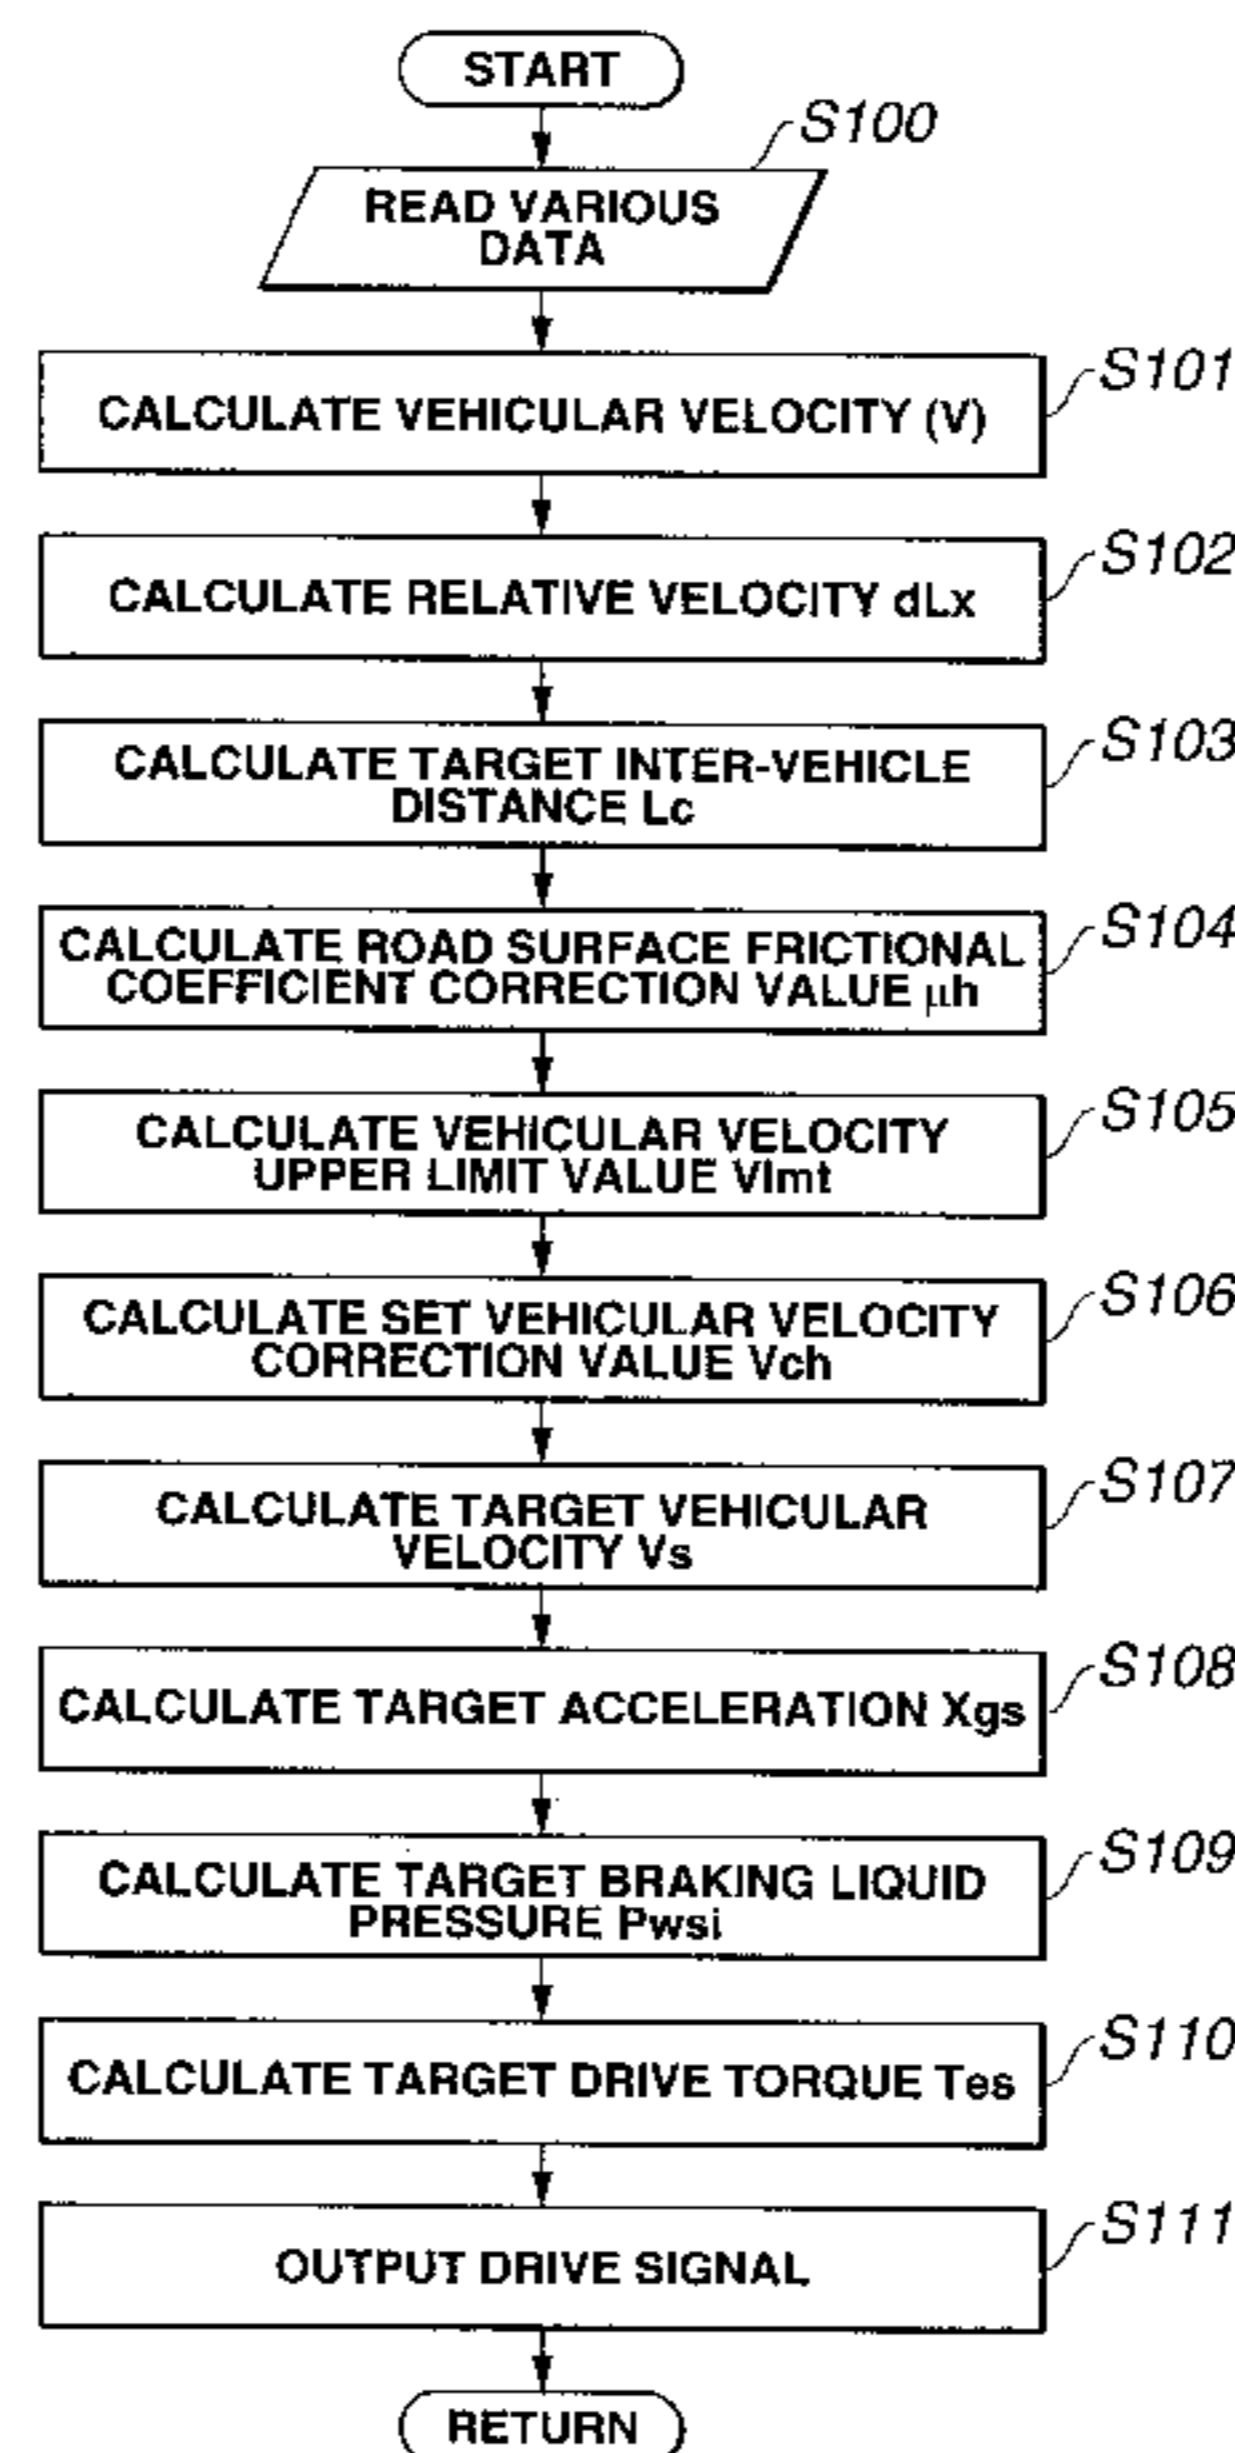 START
S100
READ VARIOUS
DATA
S101
CALCULATE VEHICULAR VELOCITY (V)
S102
CALCULATE RELATIVE VELOCITY dLx
S103
CALCULATE TARGET INTER-VEHICLE
DISTANCE Lc
S104
CALCULATE ROAD SURFACE FRICTIONAL
COEFFICIENT CORRECTION VALUE μh
S105
CALCULATE VEHICULAR VELOCITY
UPPER LIMIT VALUE Vlmt
S106
CALCULATE SET VEHICULAR VELOCITY
CORRECTION VALUE Vch
S107
CALCULATE TARGET VEHICULAR
VELOCITY Vs
S108
CALCULATE TARGET ACCELERATION Xgs
S109
CALCULATE TARGET BRAKING LIQUID
PRESSURE Pwsi
S110
CALCULATE TARGET DRIVE TORQUE Tes
S111
OUTPUT DRIVE SIGNAL
RETURN